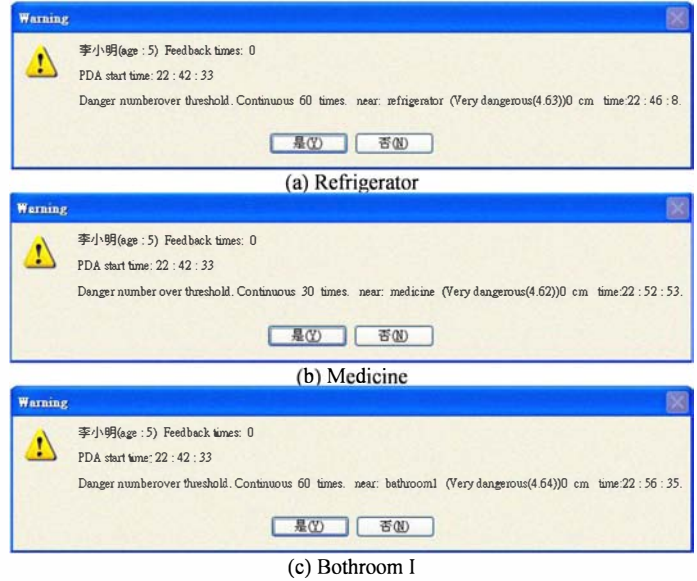 Warning
李小明(age : 5) Feedback times: 0
PDA start time: 22 : 42 : 33
Danger numberover threshold. Continuous 60 times. near: refrigerator (Very dangerous(4.63))0 cm time:22 : 46 : 8.
是(Y) 否(N)
(a) Refrigerator
Warning
李小明(age : 5) Feedback times: 0
PDA start time: 22 : 42 : 33
Danger number over threshold. Continuous 30 times. near: medicine (Very dangerous(4.62))0 cm time:22 : 52 : 53.
是(Y) 否(N)
(b) Medicine
Warning
李小明(age : 5) Feedback times: 0
PDA start time: 22 : 42 : 33
Danger numberover threshold. Continuous 60 times. near: bathroom1 (Very dangerous(4.64))0 cm time:22 : 56 : 35.
是(Y) 否(N)
(c) Bothroom I